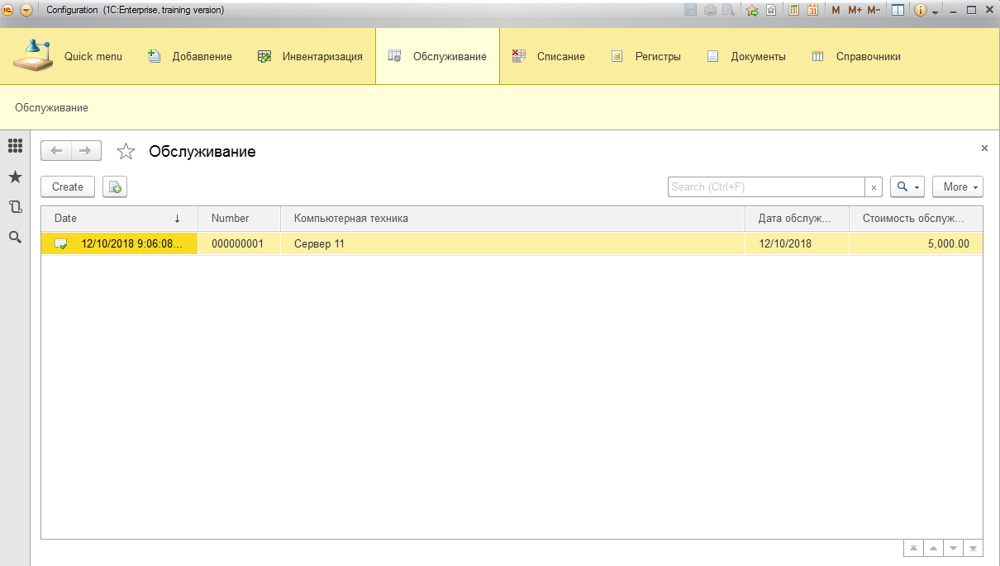 Configuration (1C:Enterprise, training version)
31 M M+ M-
Quick menu Добавление Инвентаризация Обслуживание Списание Регистры Документы Справочники
Обслуживание
Обслуживание
Create Search (Ctrl+F) × More
Date ↓ Number Компьютерная техника Дата обслуж... Стоимость обслуж...
12/10/2018 9:06:08... 000000001 Сервер 11 12/10/2018 5,000.00